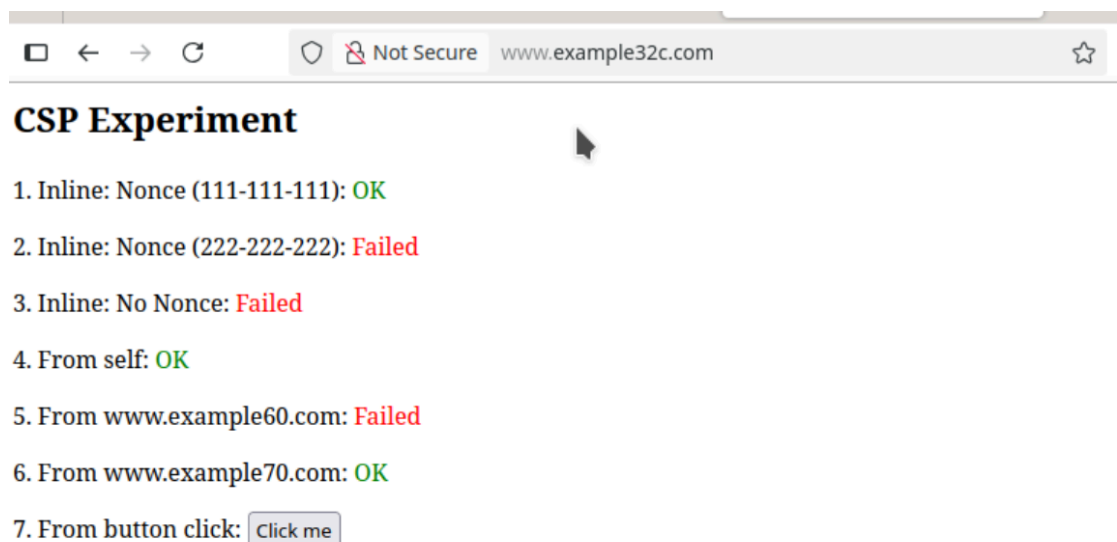 Not Secure www.example32c.com
CSP Experiment
1. Inline: Nonce (111-111-111): OK
2. Inline: Nonce (222-222-222): Failed
3. Inline: No Nonce: Failed
4. From self: OK
5. From www.example60.com: Failed
6. From www.example70.com: OK
7. From button click: Click me